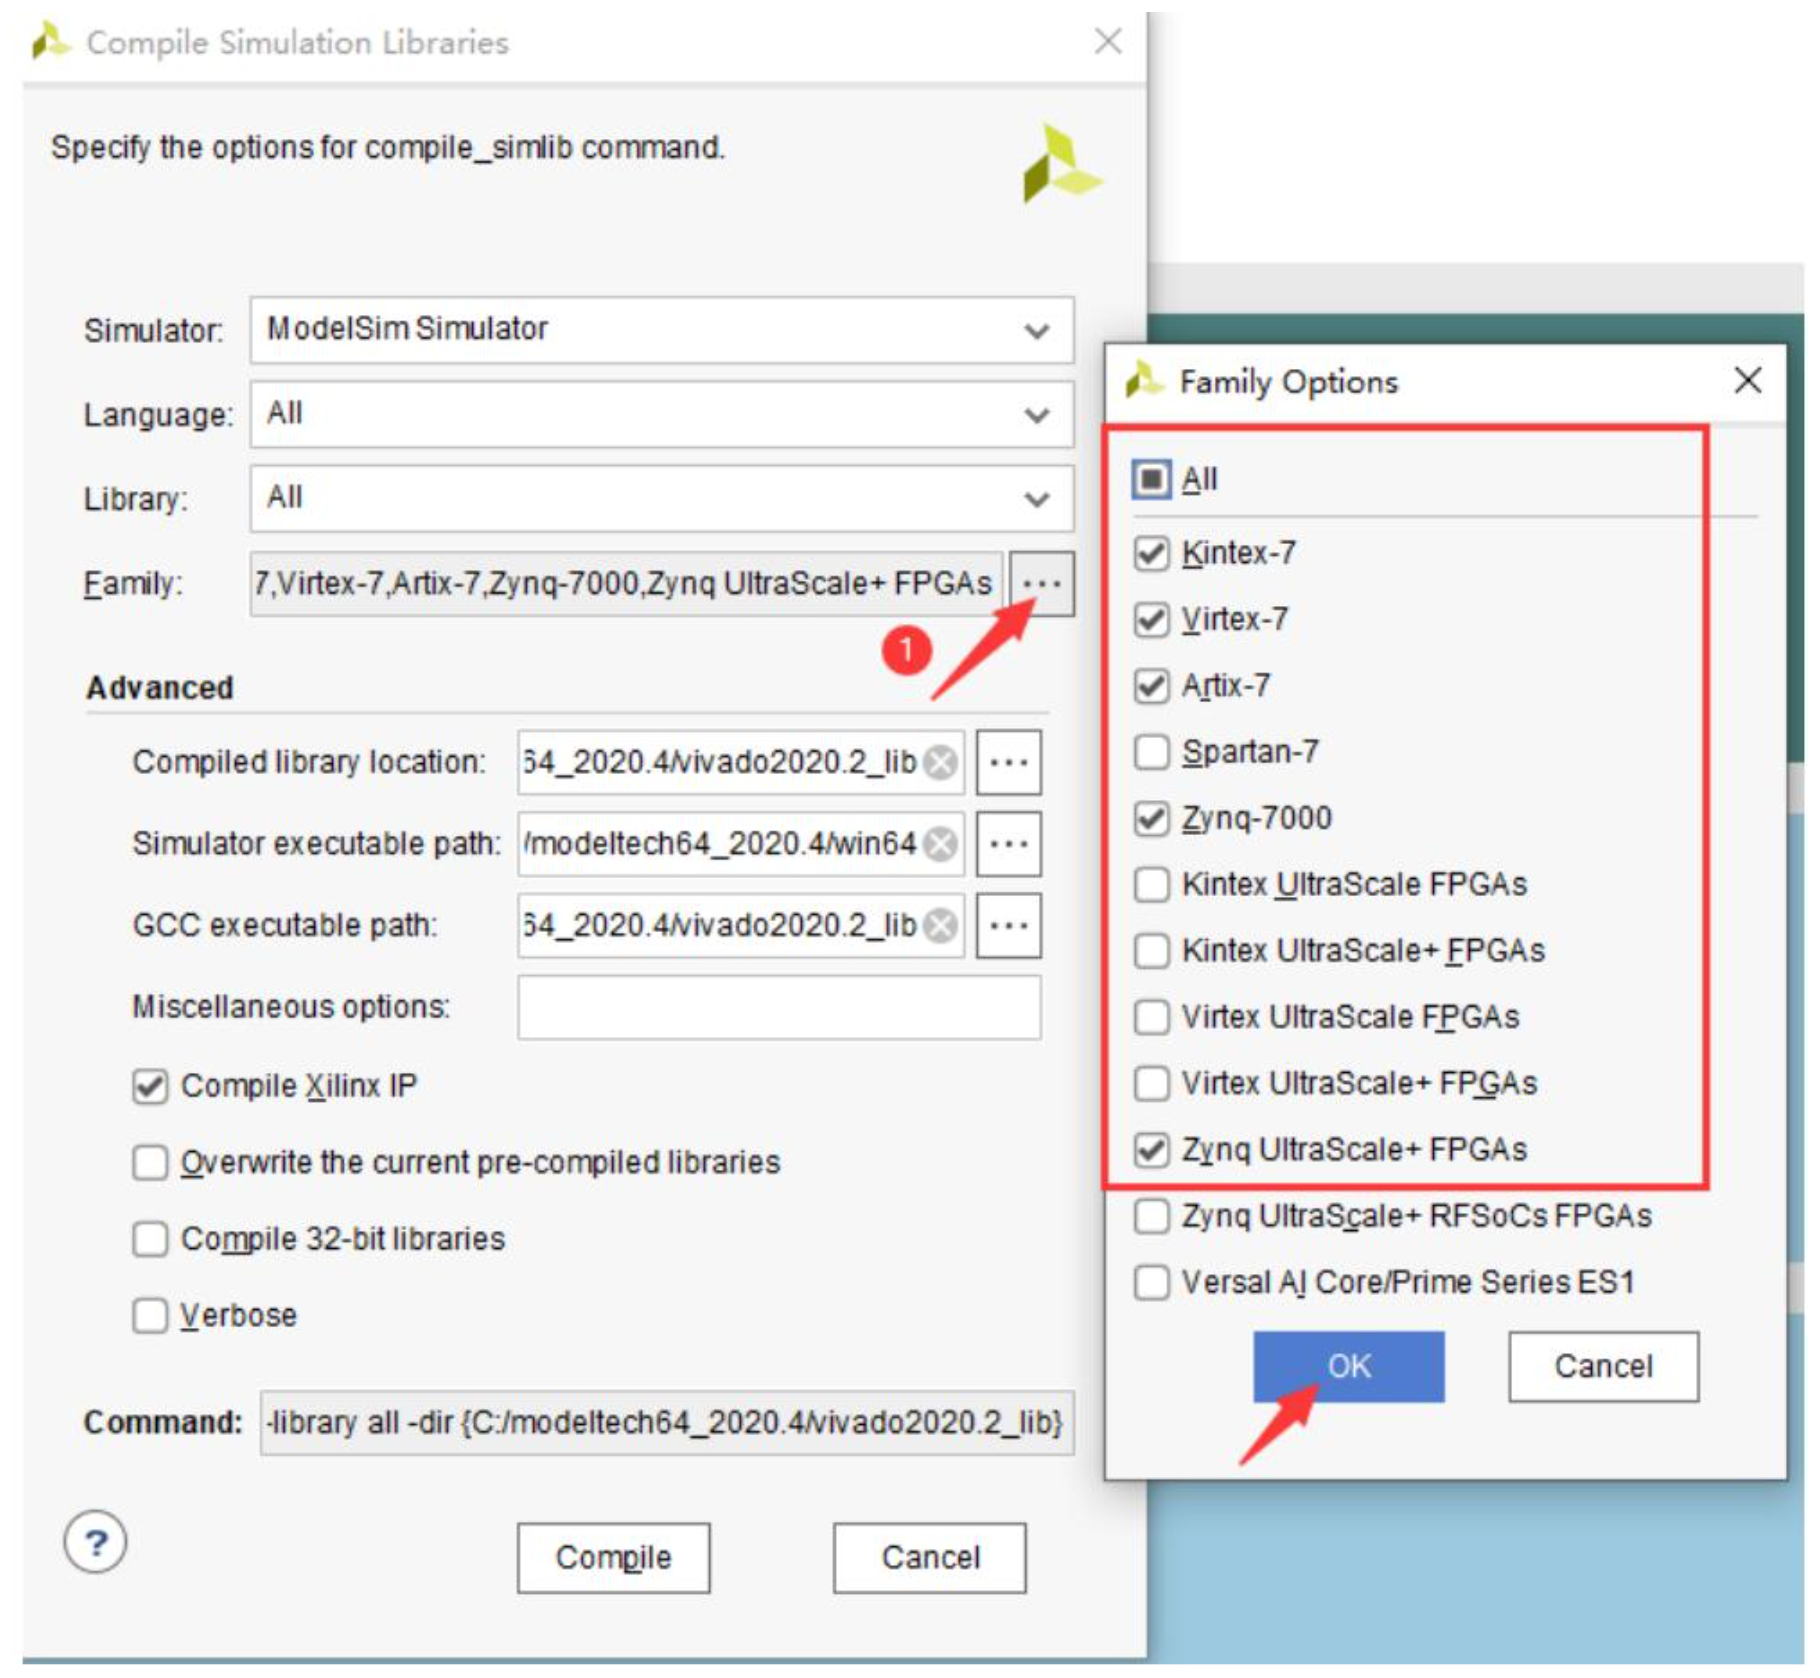 Compile Simulation Libraries
Specify the options for compile_simlib command.
Simulator: ModelSim Simulator
Language: All
Library: All
Family: 7,Virtex-7,Artix-7,Zynq-7000,Zynq UltraScale+ FPGAs ...
1
Advanced
Compiled library location: 64_2020.4/vivado2020.2_lib ...
Simulator executable path: /modeltech64_2020.4/win64 ...
GCC executable path: 64_2020.4/vivado2020.2_lib ...
Miscellaneous options:
Compile Xilinx IP
Overwrite the current pre-compiled libraries
Compile 32-bit libraries
Verbose
Command: -library all -dir {C:/modeltech64_2020.4/vivado2020.2_lib}
?
Compile
Cancel
Family Options
All
Kintex-7
Virtex-7
Artix-7
Spartan-7
Zynq-7000
Kintex UltraScale FPGAs
Kintex UltraScale+ FPGAs
Virtex UltraScale FPGAs
Virtex UltraScale+ FPGAs
Zynq UltraScale+ FPGAs
Zynq UltraScale+ RFSoCs FPGAs
Versal AI Core/Prime Series ES1
OK
Cancel